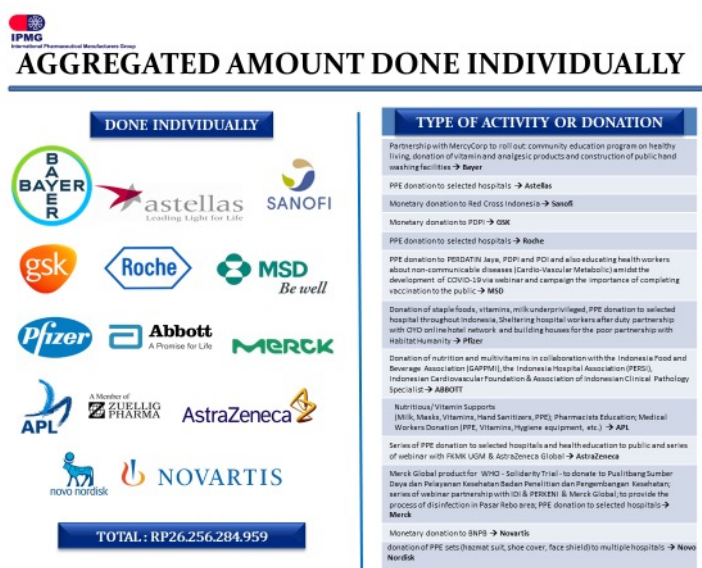 IPMG
International Pharmaceutical Manufacturers Group
AGGREGATED AMOUNT DONE INDIVIDUALLY
DONE INDIVIDUALLY
BAYER
BAYER
astellas
Leading Light for Life
SANOFI
gsk
Roche
MSD
Be well
Pfizer
Abbott
A Promise for Life
MERCK
APL
A Member of
ZUELLIG
PHARMA
AstraZeneca
novo nordisk
NOVARTIS
TOTAL : RP26.256.284.959
TYPE OF ACTIVITY OR DONATION
Partnership with MercyCorp to roll out community education program on healthy
living, donation of vitamin and analgesic products and construction of public hand
washing facilities → Bayer
PPE donation to selected hospitals → Astellas
Monetary donation to Red Cross Indonesia → Sanofi
Monetary donation to PDPI → GSK
PPE donation to selected hospitals → Roche
PPE donation to PERDATIN Jaya, PDPI and PDI and also educating health workers
about non-communicable diseases (Cardio-Vascular Metabolic) amidst the
development of COVID-19 via webinar and campaign the importance of completing
vaccination to the public → MSD
Donation of staple foods, vitamins, milk underprivileged, PPE donation to selected
hospital throughout Indonesia, Sheltering hospital workers after duty partnership
with OYO online hotel network and building houses for the poor partnership with
Habitat Humanity → Pfizer
Donation of nutrition and multivitamins in collaboration with the Indonesia Food and
Beverage Association (GAPPMI), the Indonesia Hospital Association (PERSI),
Indonesian Cardiovascular Foundation & Association of Indonesian Clinical Pathology
Specialist → ABBOTT
Nutritious/Vitamin Supports
(Milk, Masks, Vitamins, Hand Sanitizers, PPE); Pharmacists Education; Medical
Workers Donation (PPE, Vitamins, Hygiene equipment, etc.) → APL
Series of PPE donation to selected hospitals and health education to public and series
of webinar with FKMK UGM & AstraZeneca Global → AstraZeneca
Merck Global product for WHO - Solidarity Trial - to donate to Puslitbang Sumber
Daya dan Pelayanan Kesehatan Badan Penelitian dan Pengembangan Kesehatan;
series of webinar partnership with IDI & PERKENI & Merck Global; to provide the
process of disinfection in Pasar Rebo area; PPE donation to selected hospitals →
Merck
Monetary donation to BNPB → Novartis
donation of PPE sets (hazmat suit, shoe cover, face shield) to multiple hospitals → Novo
Nordisk